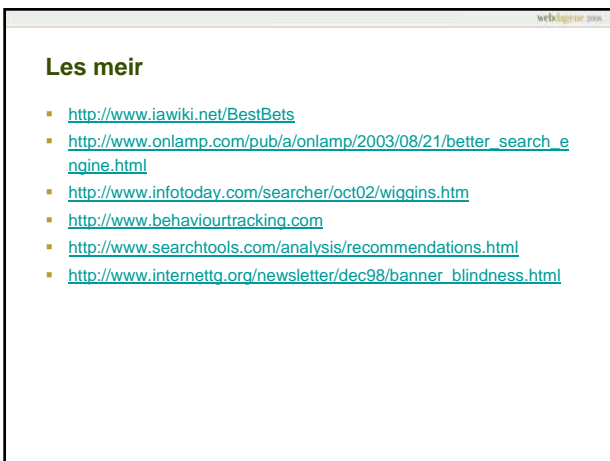 webdagene 2006
Les meir
▪ http://www.iawiki.net/BestBets
▪ http://www.onlamp.com/pub/a/onlamp/2003/08/21/better_search_e
ngine.html
▪ http://www.infotoday.com/searcher/oct02/wiggins.htm
▪ http://www.behaviourtracking.com
▪ http://www.searchtools.com/analysis/recommendations.html
▪ http://www.internettg.org/newsletter/dec98/banner_blindness.html